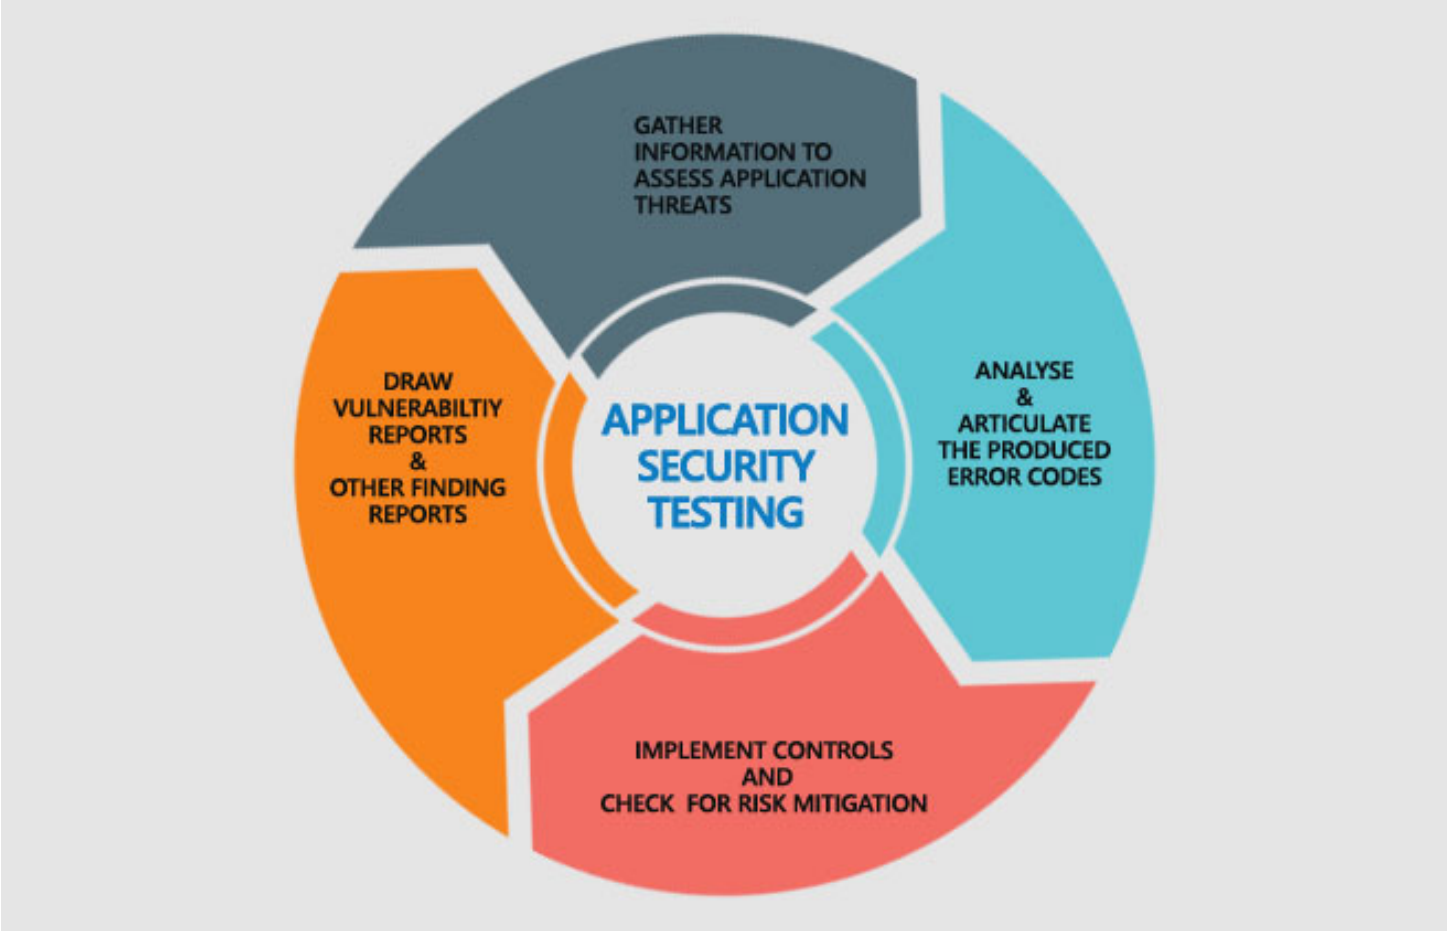 GATHER
INFORMATION TO
ASSESS APPLICATION
THREATS
ANALYSE
&
ARTICULATE
THE PRODUCED
ERROR CODES
IMPLEMENT CONTROLS
AND
CHECK FOR RISK MITIGATION
DRAW
VULNERABILTIY
REPORTS
&
OTHER FINDING
REPORTS
APPLICATION
SECURITY
TESTING